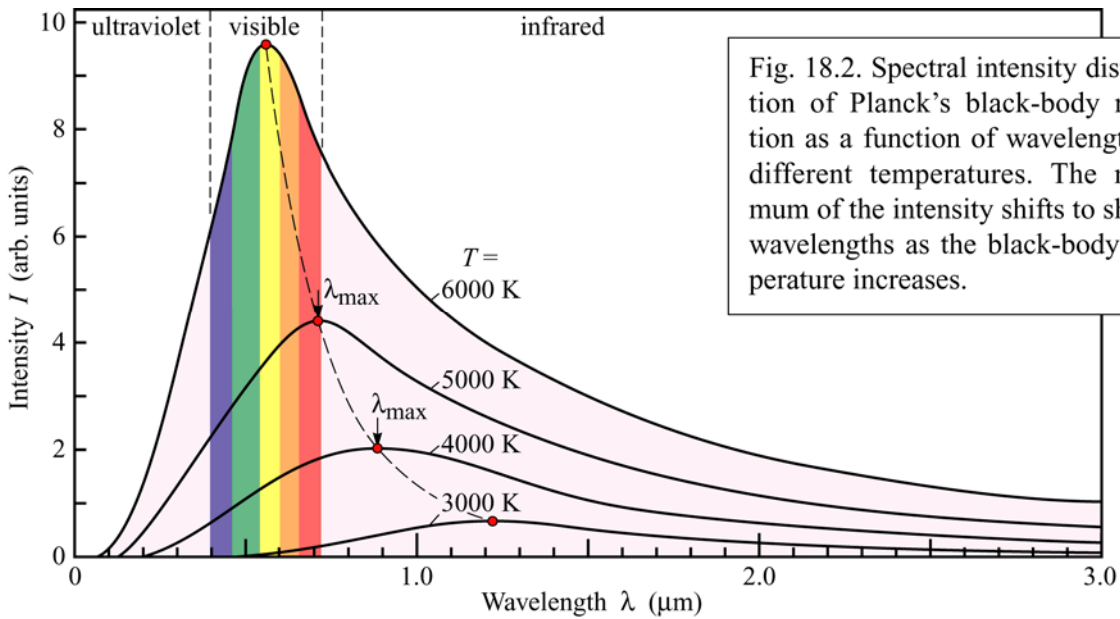 10
ultraviolet
visible
infrared
8
6
4
2
0
Intensity I (arb. units)
T =
6000 K
λmax
5000 K
λmax
4000 K
3000 K
0
1.0
2.0
3.0
Wavelength λ (μm)
Fig. 18.2. Spectral intensity dis
tion of Planck's black-body r
tion as a function of wavelengt
different temperatures. The
mum of the intensity shifts to sh
wavelengths as the black-body
perature increases.